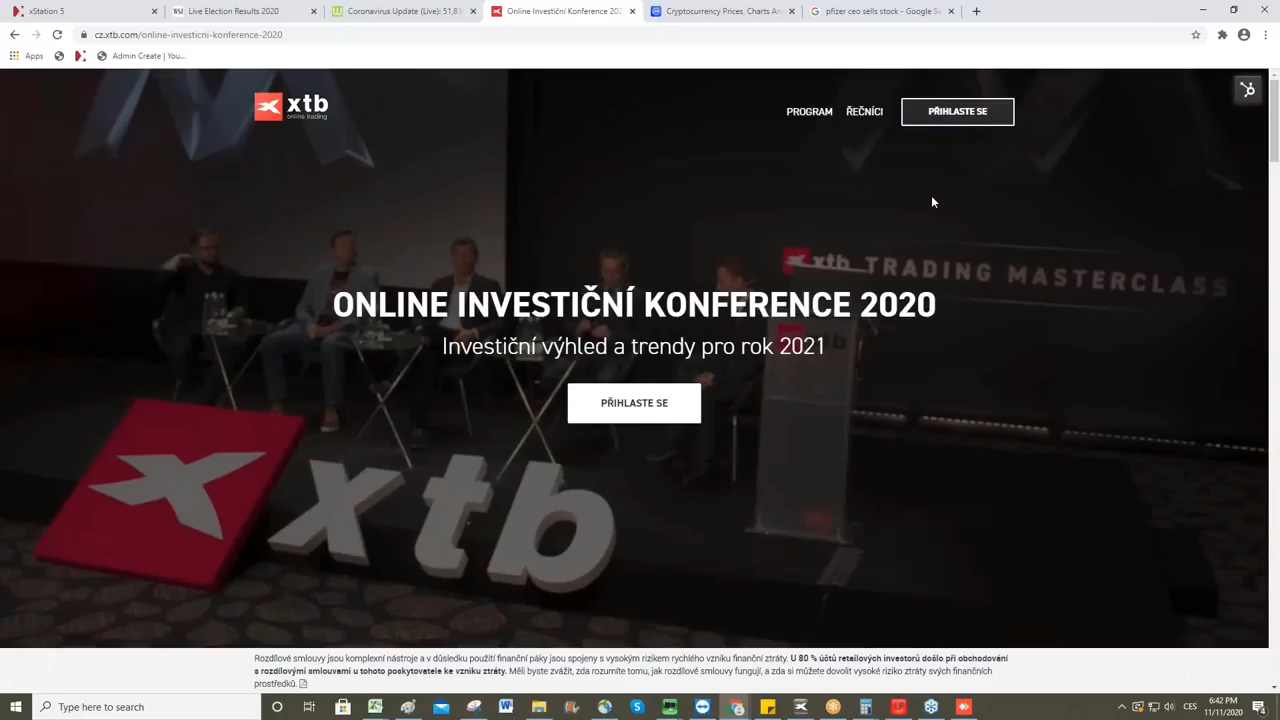 xStation 5
Live Election Results 2020
Coronavirus Update (Live): 51,81
Online Investiční Konference 202
Cryptocurrency Prices, Charts An
pfizer ceo sells stock - Google Se
cz.xtb.com/online-investicni-konference-2020
Apps
Admin Create | You...
xtb
online trading
PROGRAM
ŘEČNÍCI
PŘIHLASTE SE
xtb TRADING MASTERCLASS
ONLINE INVESTIČNÍ KONFERENCE 2020
Investiční výhled a trendy pro rok 2021
PŘIHLASTE SE
xtb
Rozdílové smlouvy jsou komplexní nástroje a v důsledku použití finanční páky jsou spojeny s vysokým rizikem rychlého vzniku finanční ztráty. U 80 % účtů retailových investorů došlo při obchodování
s rozdílovými smlouvami u tohoto poskytovatele ke vzniku ztráty. Měli byste zvážit, zda rozumíte tomu, jak rozdílové smlouvy fungují, a zda si můžete dovolit vysoké riziko ztráty svých finančních
prostředků.
Type here to search
CES
6:42 PM
11/11/2020